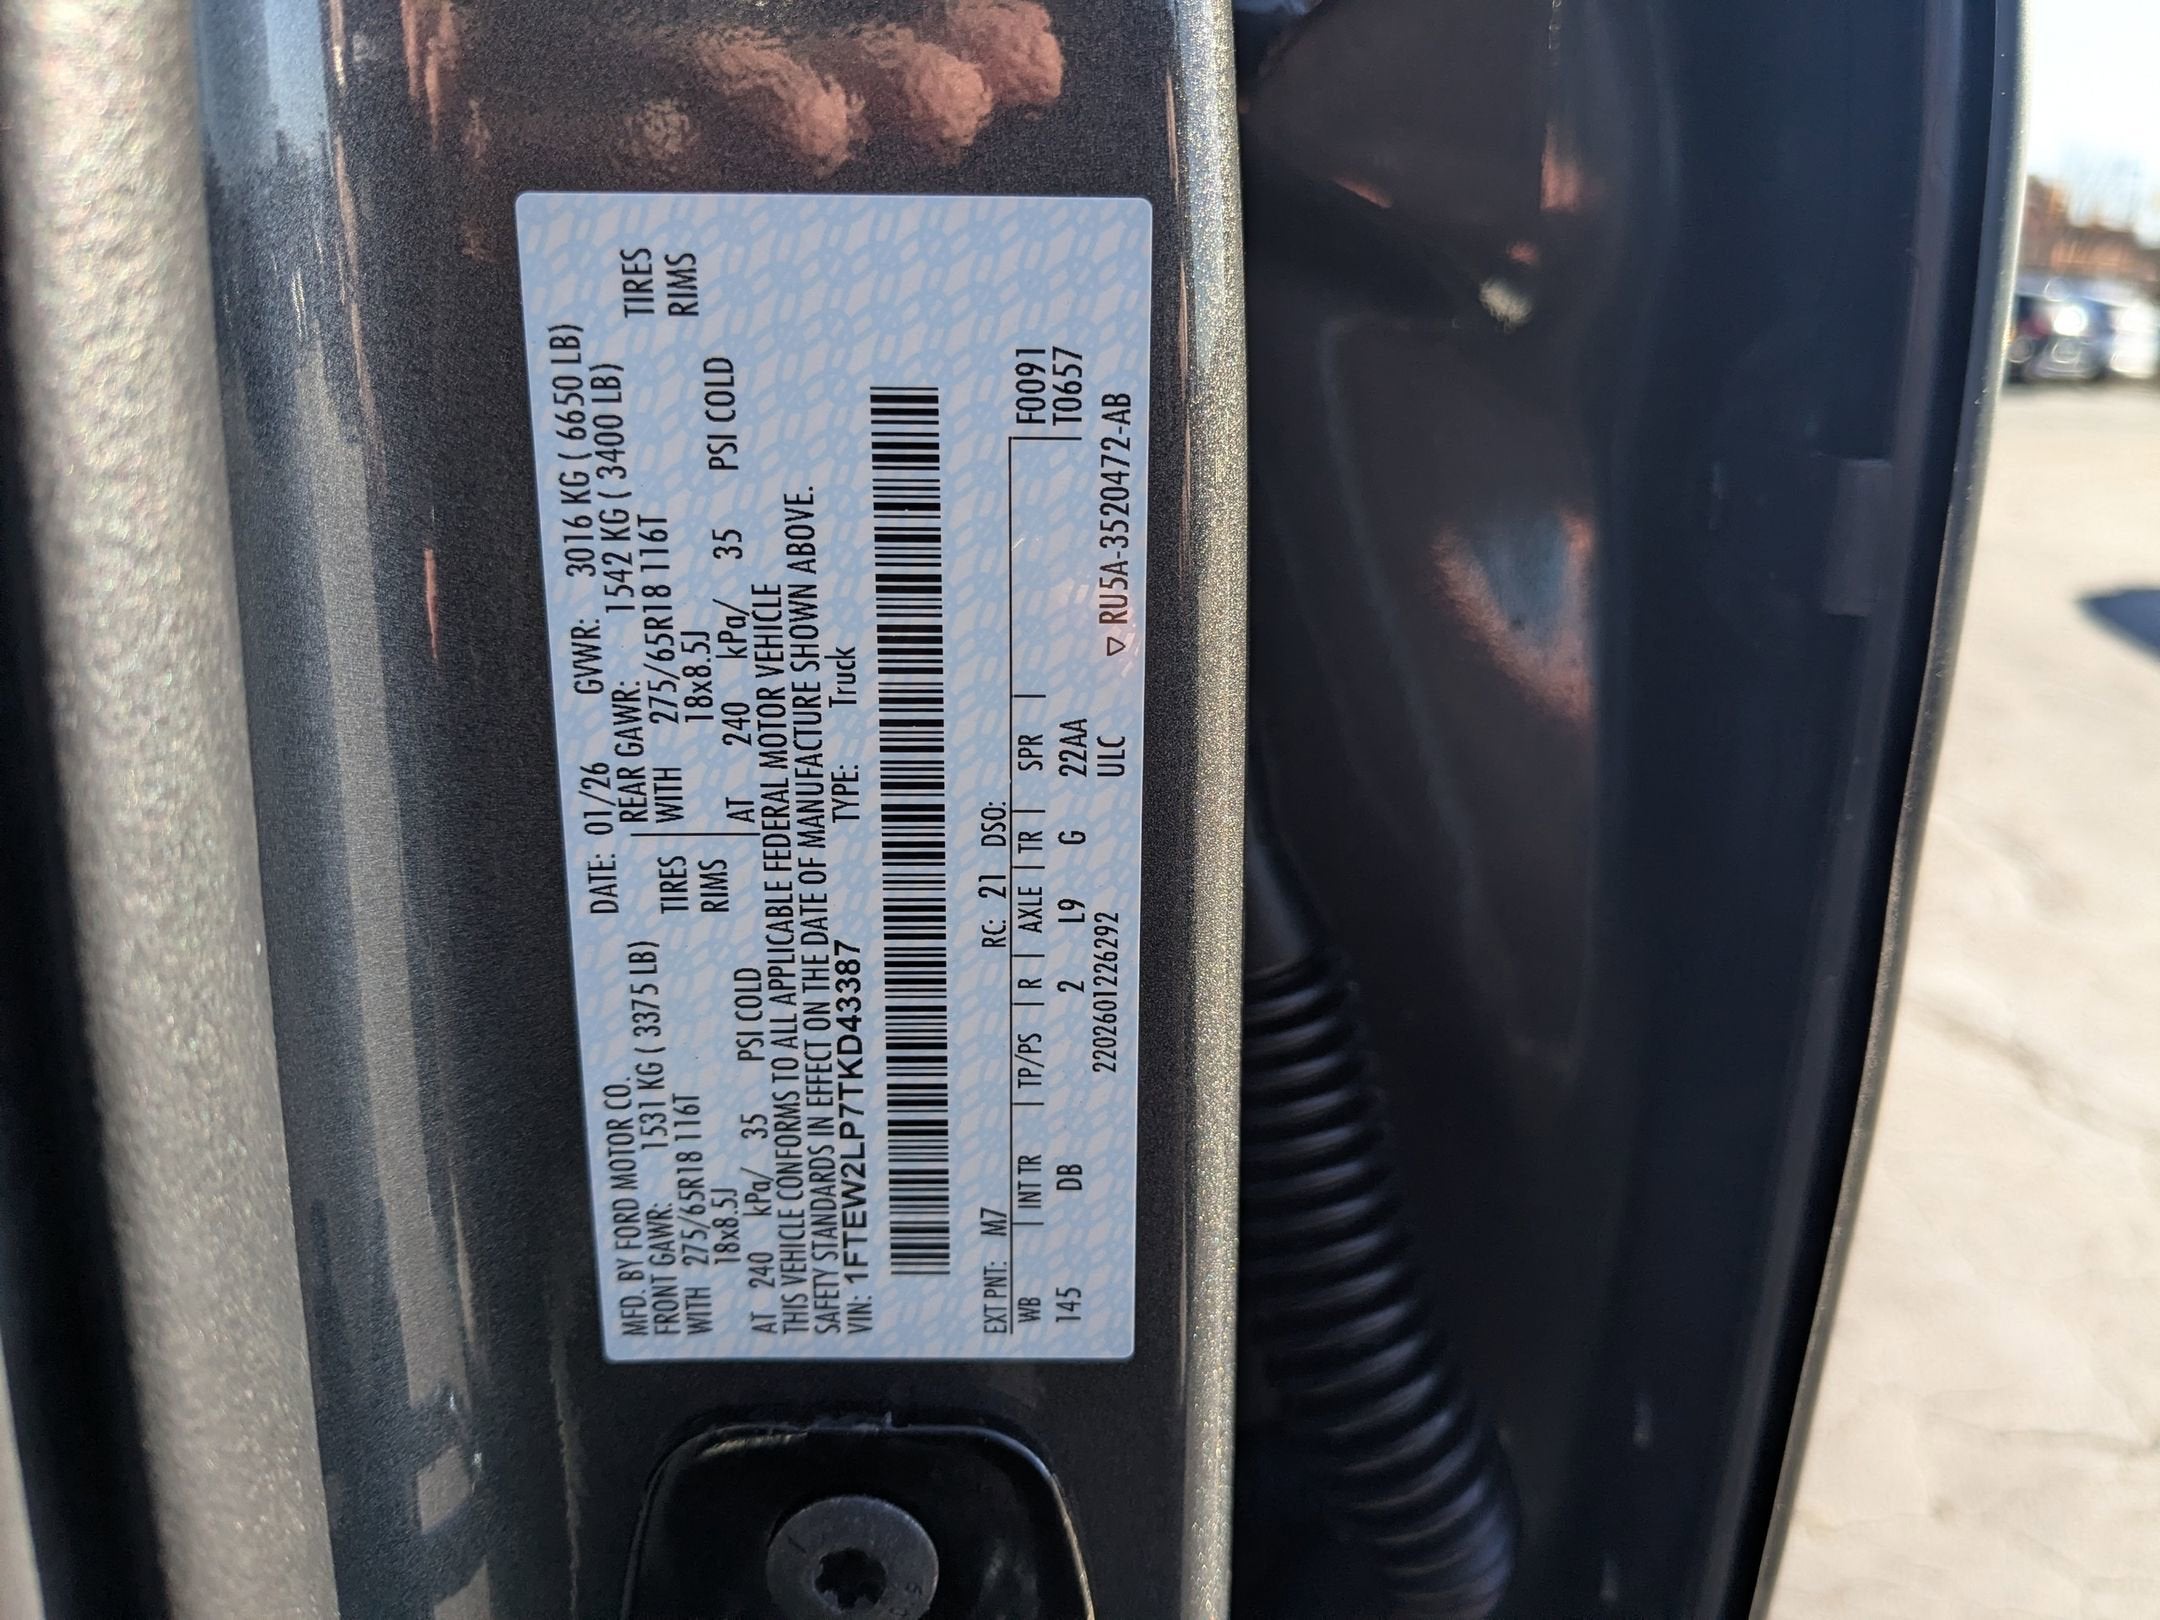 MFD. BY FORD MOTOR CO.
DATE: 01/26 GVWR: 3016 KG ( 6650 LB)
FRONT GAWR: 1531 KG ( 3375 LB) REAR GAWR: 1542 KG ( 3400 LB)
WITH 275/65R18 116T TIRES WITH 275/65R18 116T TIRES
18x8.5J RIMS 18x8.5J RIMS
AT 240 kPa/ 35 PSI COLD AT 240 kPa/ 35 PSI COLD
THIS VEHICLE CONFORMS TO ALL APPLICABLE FEDERAL MOTOR VEHICLE
SAFETY STANDARDS IN EFFECT ON THE DATE OF MANUFACTURE SHOWN ABOVE.
VIN: 1FTEW2LP7TKD43387 TYPE: Truck
EXT PNT: M7 RC: 21 DSO:
WB | INT TR | TP/PS | R | AXLE | TR | SPR | F0091
145 DB 2 L9 G 22AA T0657
2202601226292 ULC ▽ RU5A-3520472-AB